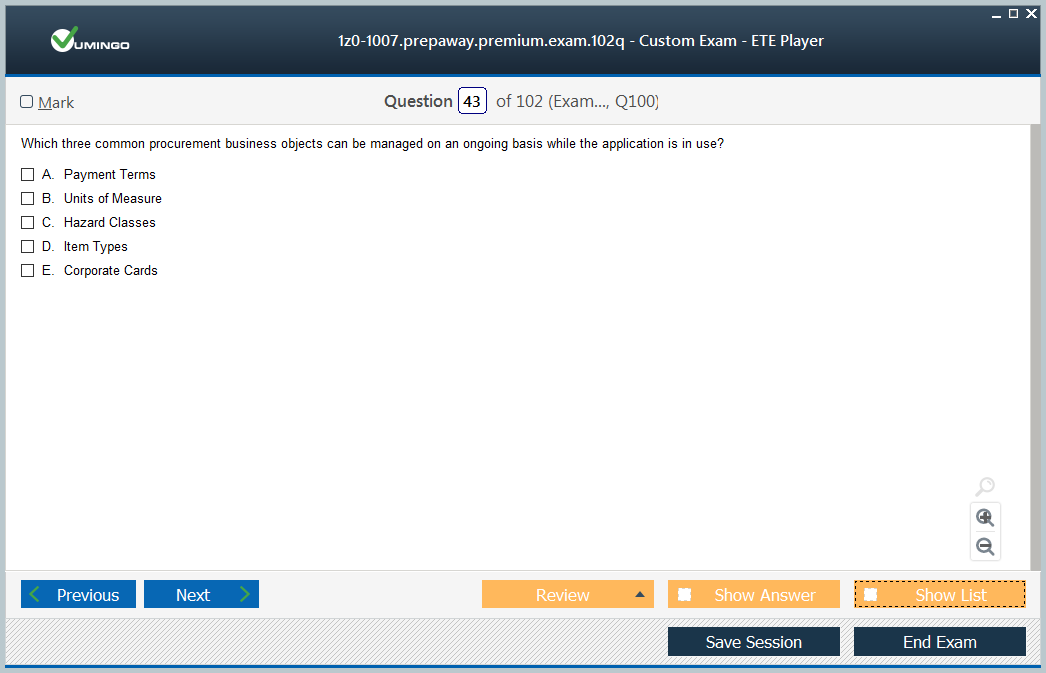 VUMINGO
1z0-1007.prepaway.premium.exam.102q - Custom Exam - ETE Player
Mark
Question 43 of 102 (Exam..., Q100)
Which three common procurement business objects can be managed on an ongoing basis while the application is in use?
A. Payment Terms
B. Units of Measure
C. Hazard Classes
D. Item Types
E. Corporate Cards
Previous Next Review Show Answer Show List
Save Session End Exam